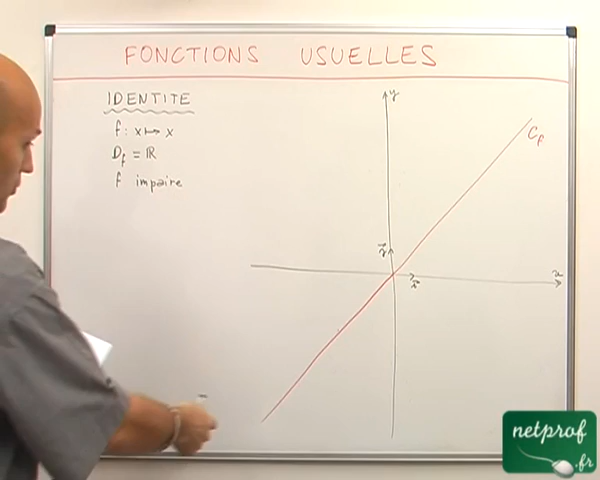 FONCTIONS USUELLES
IDENTITE
f: x ↦ x
D_f = ℝ
f impaire
y
C_f
x
netprof
.fr